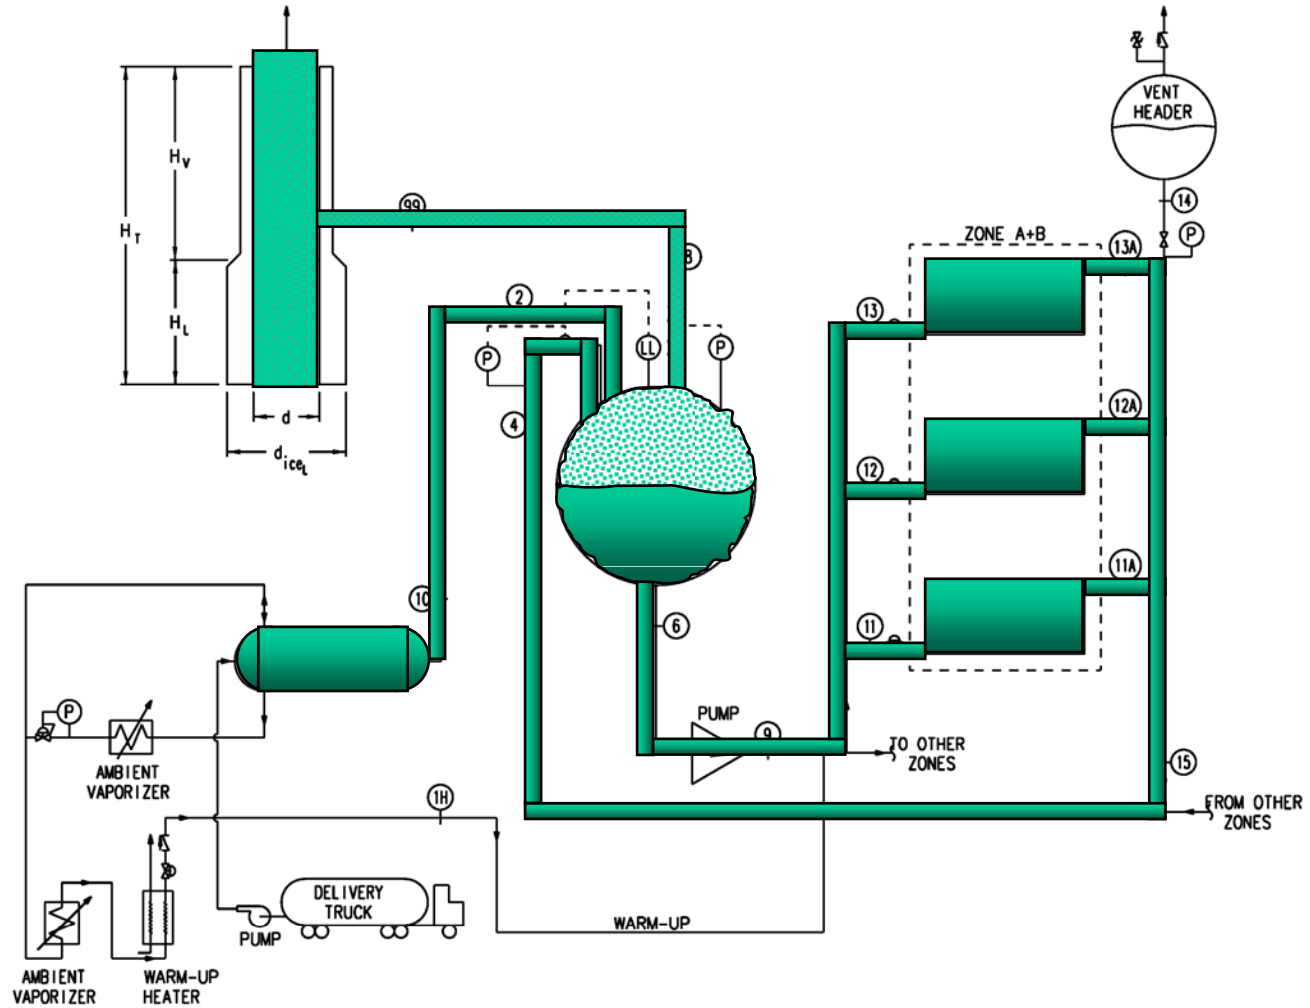 VENT
HEADER
H_V
H_T
H_L
d
d_ice_L
99
14
P
ZONE A+B
13A
2
13
P
LL
P
12A
4
12
11A
10
11
6
P
PUMP
9
TO OTHER
ZONES
15
AMBIENT
VAPORIZER
1H
FROM OTHER
ZONES
DELIVERY
TRUCK
WARM-UP
PUMP
AMBIENT
VAPORIZER
WARM-UP
HEATER